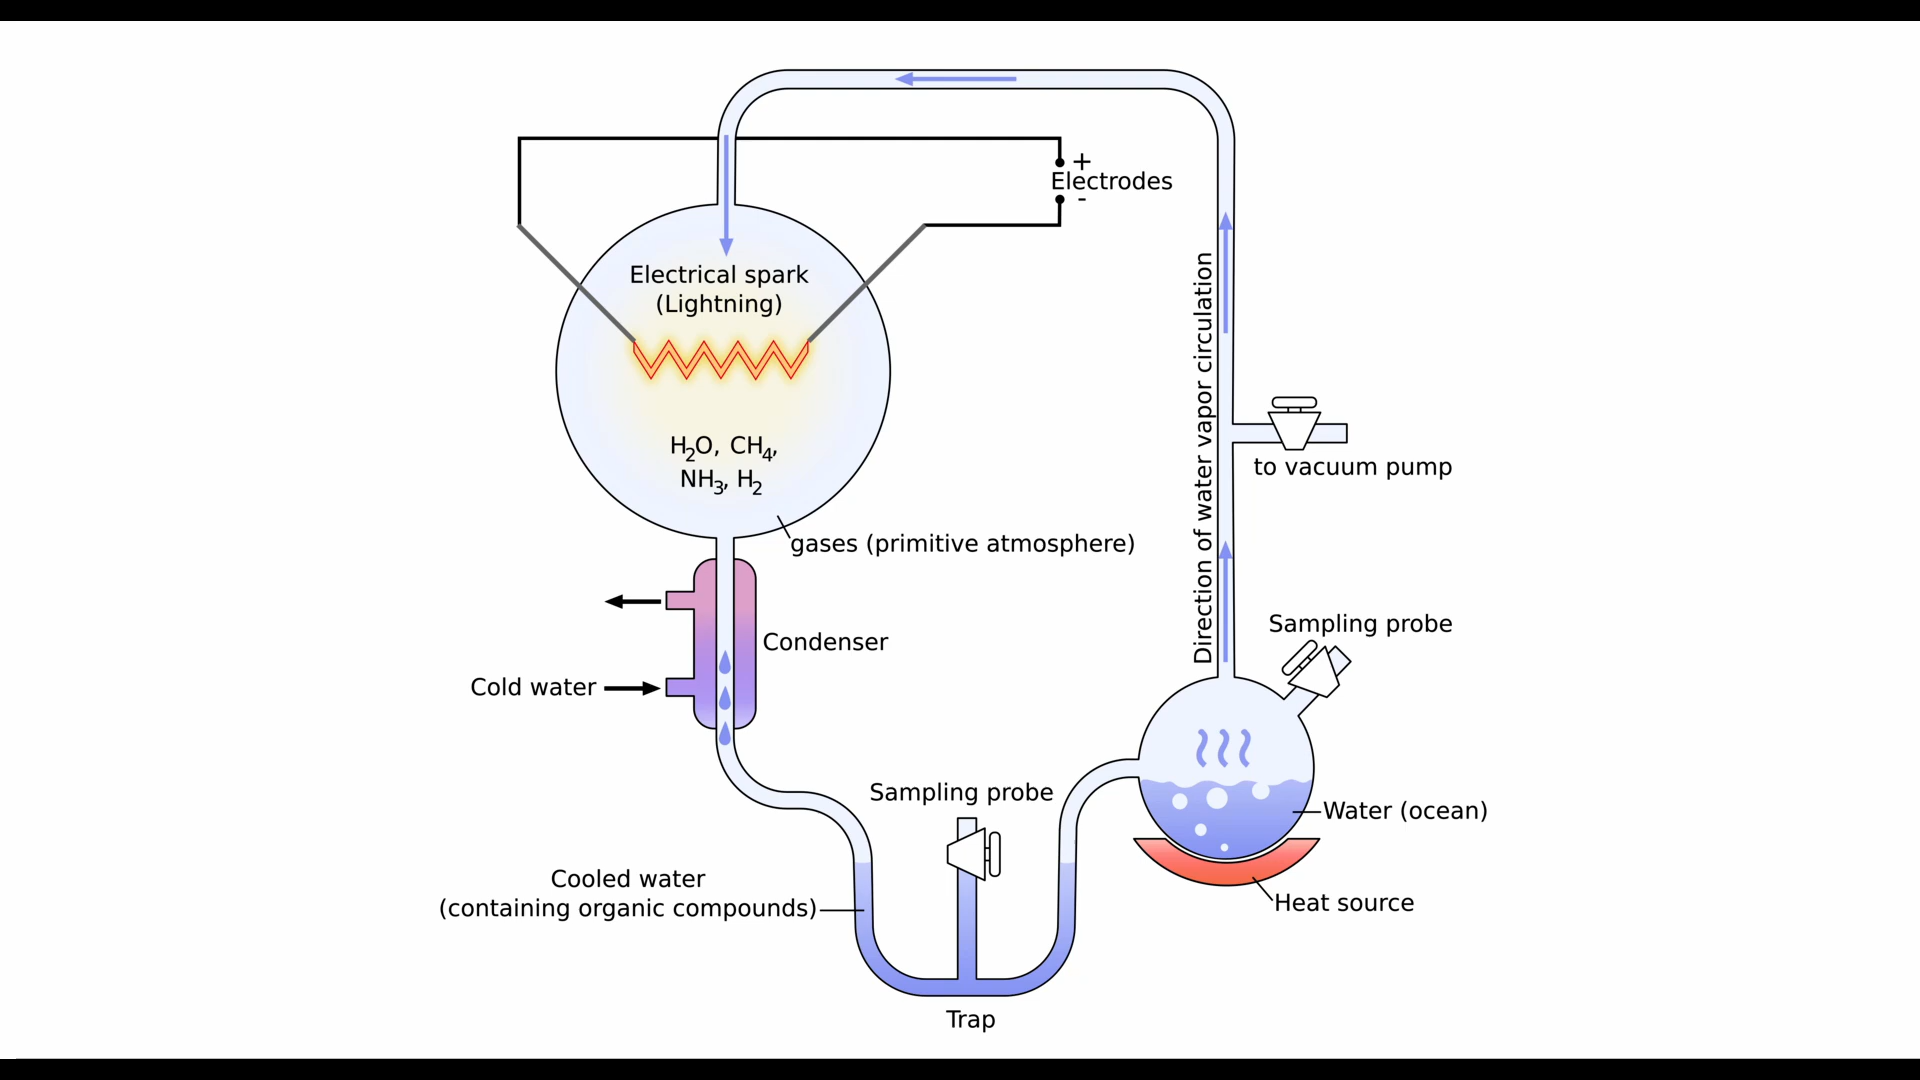 +
Electrodes
-
Electrical spark
(Lightning)
H₂O, CH₄,
NH₃, H₂
gases (primitive atmosphere)
Direction of water vapor circulation
to vacuum pump
Condenser
Cold water
Sampling probe
Sampling probe
Water (ocean)
Heat source
Cooled water
(containing organic compounds)
Trap